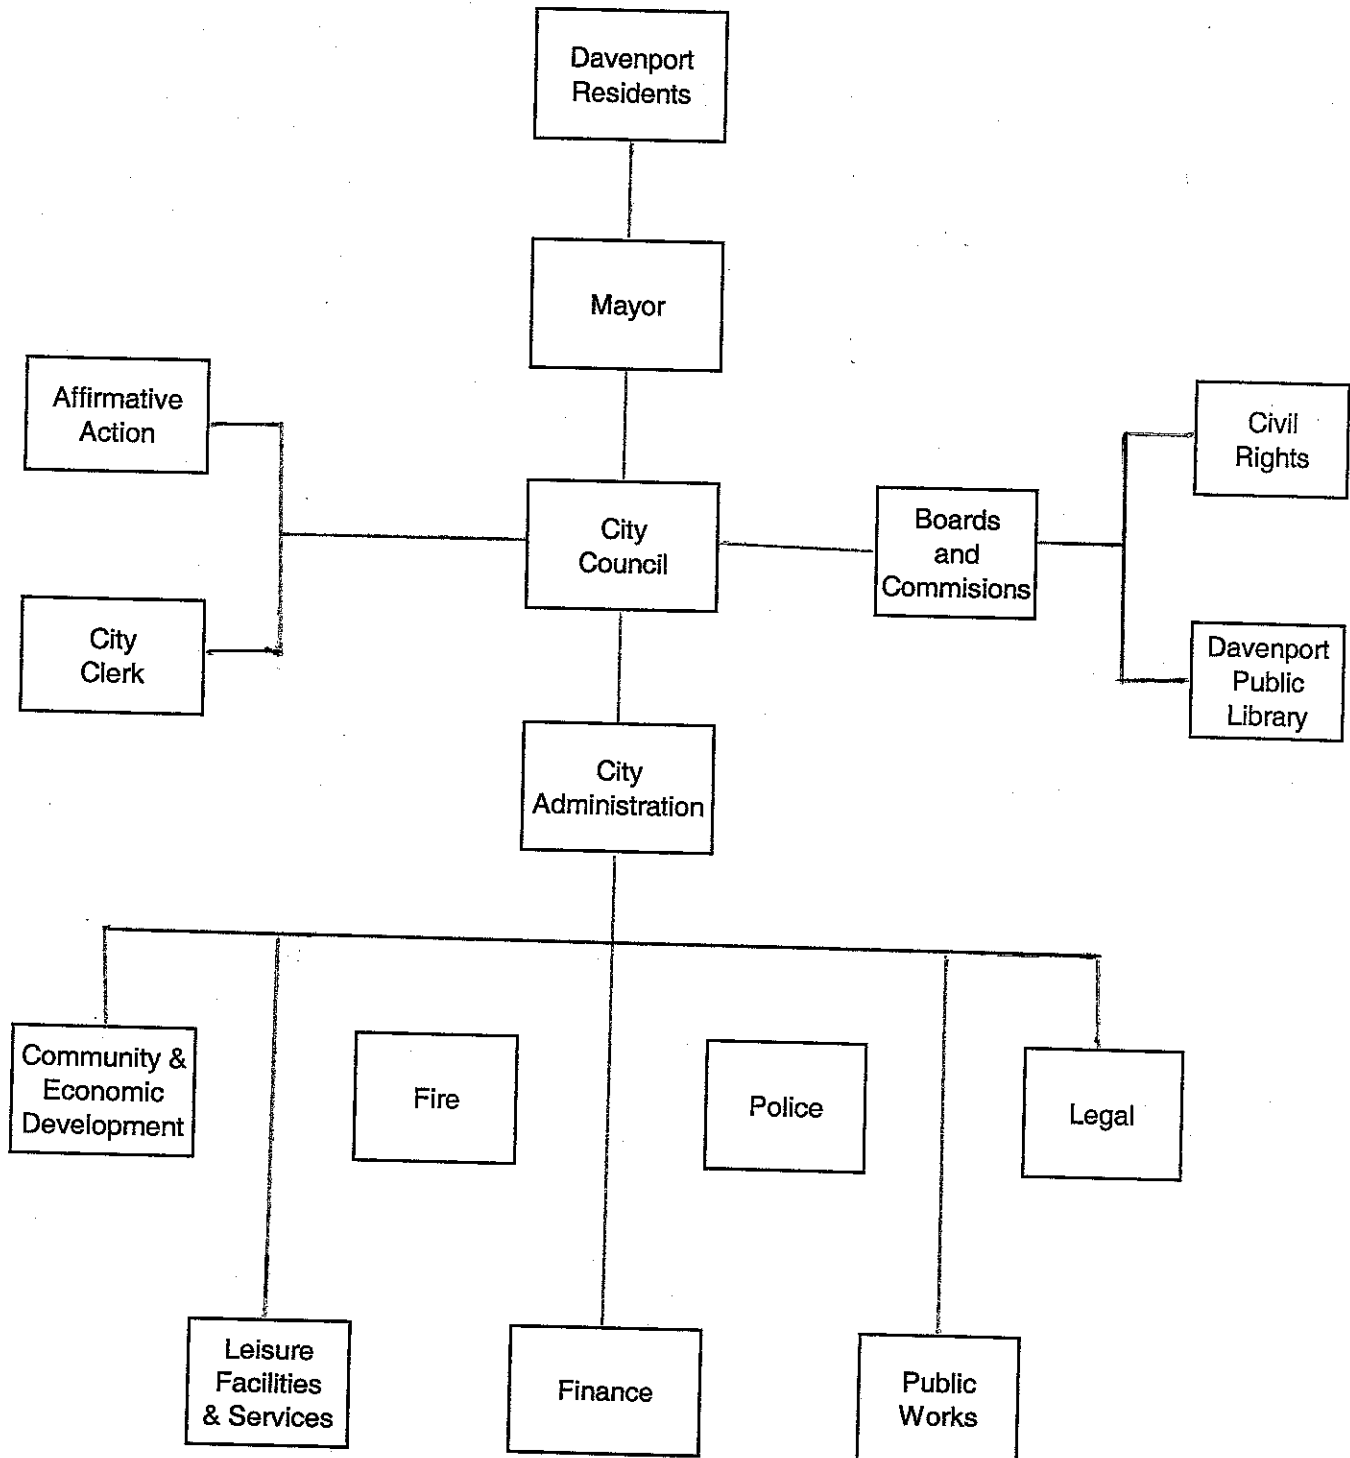 Davenport
Residents
Mayor
Affirmative
Action
Civil
Rights
City
Council
Boards
and
Commisions
City
Clerk
Davenport
Public
Library
City
Administration
Community &
Economic
Development
Fire
Police
Legal
Leisure
Facilities
& Services
Finance
Public
Works